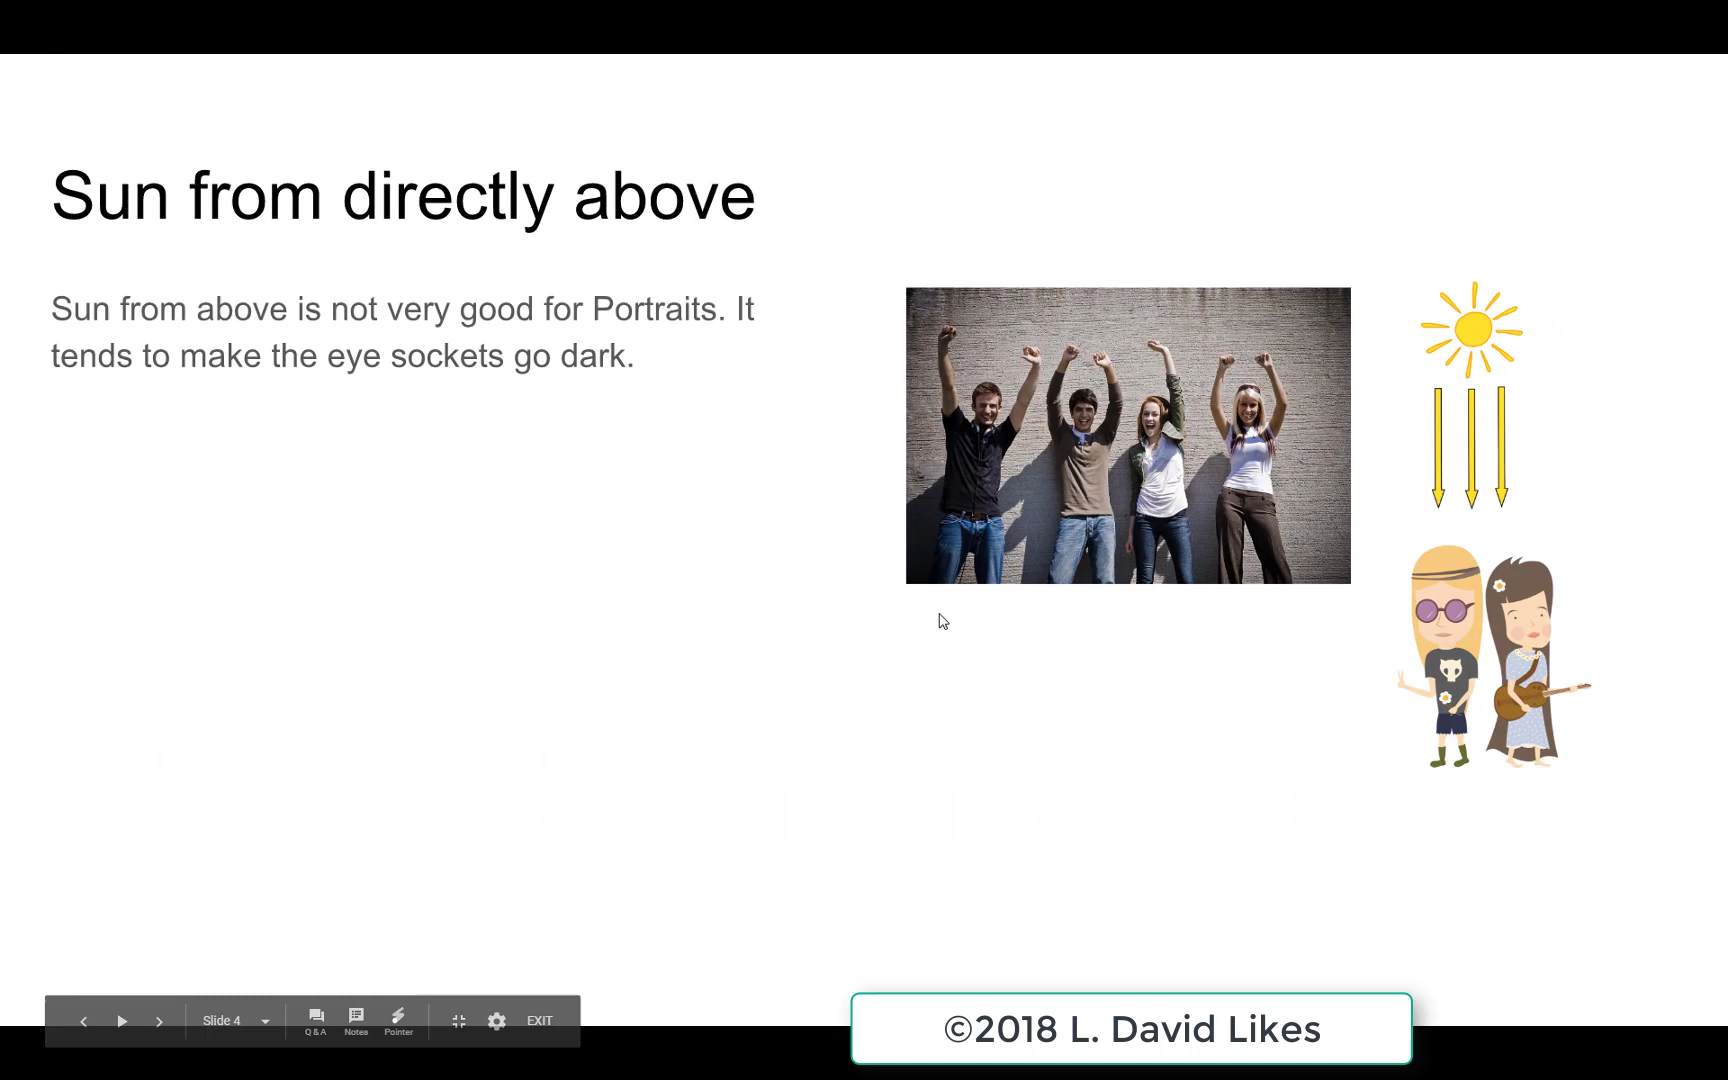 Sun from directly above
Sun from above is not very good for Portraits. It
tends to make the eye sockets go dark.
Slide 4
Q & A
Notes
Pointer
EXIT
©2018 L. David Likes